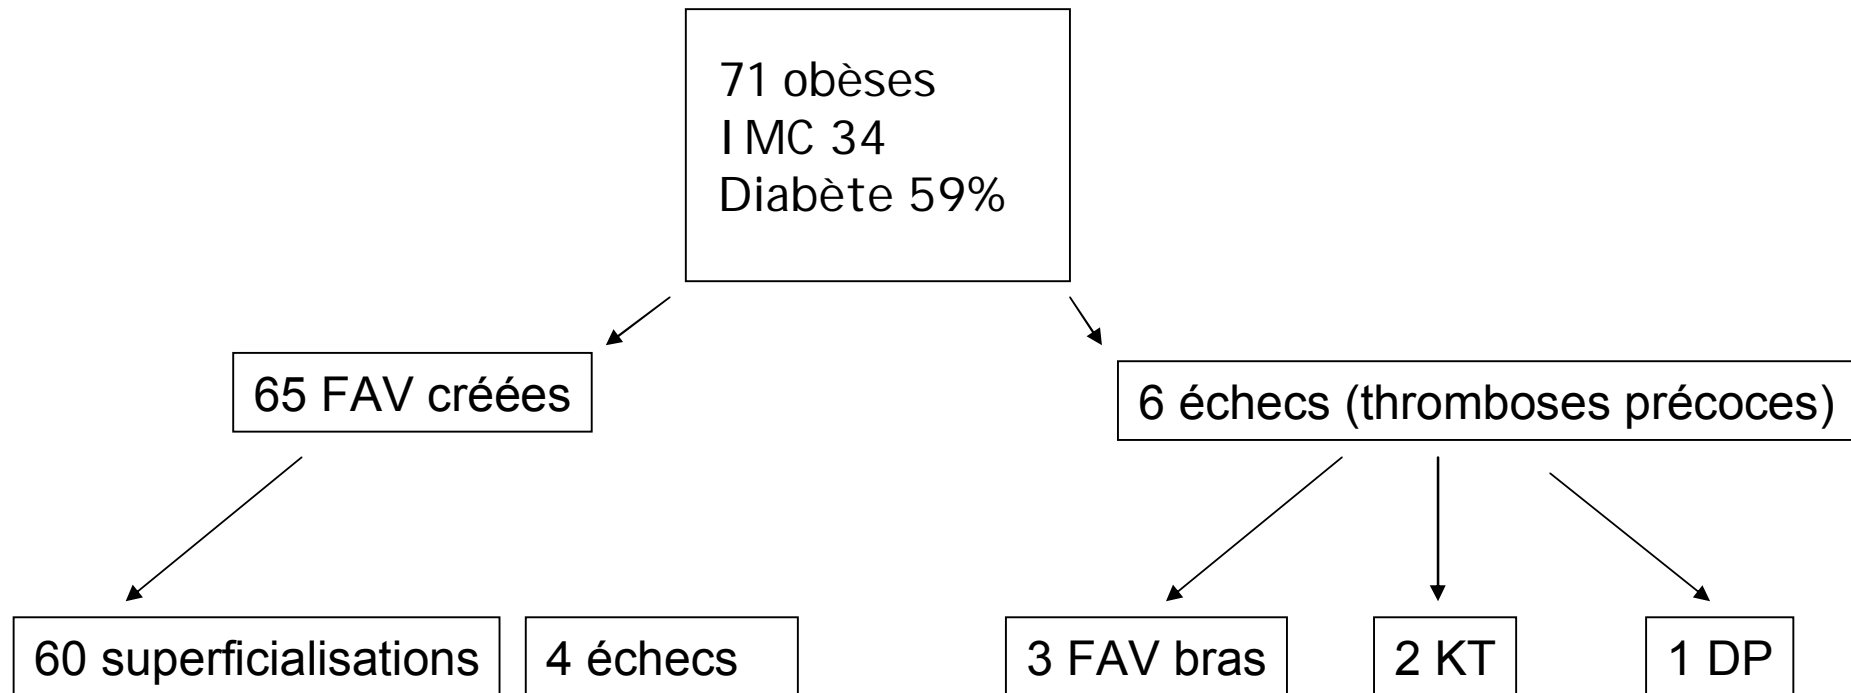 71 obèses
IMC 34
Diabète 59%
65 FAV créées
6 échecs (thromboses précoces)
60 superficialisations
4 échecs
3 FAV bras
2 KT
1 DP